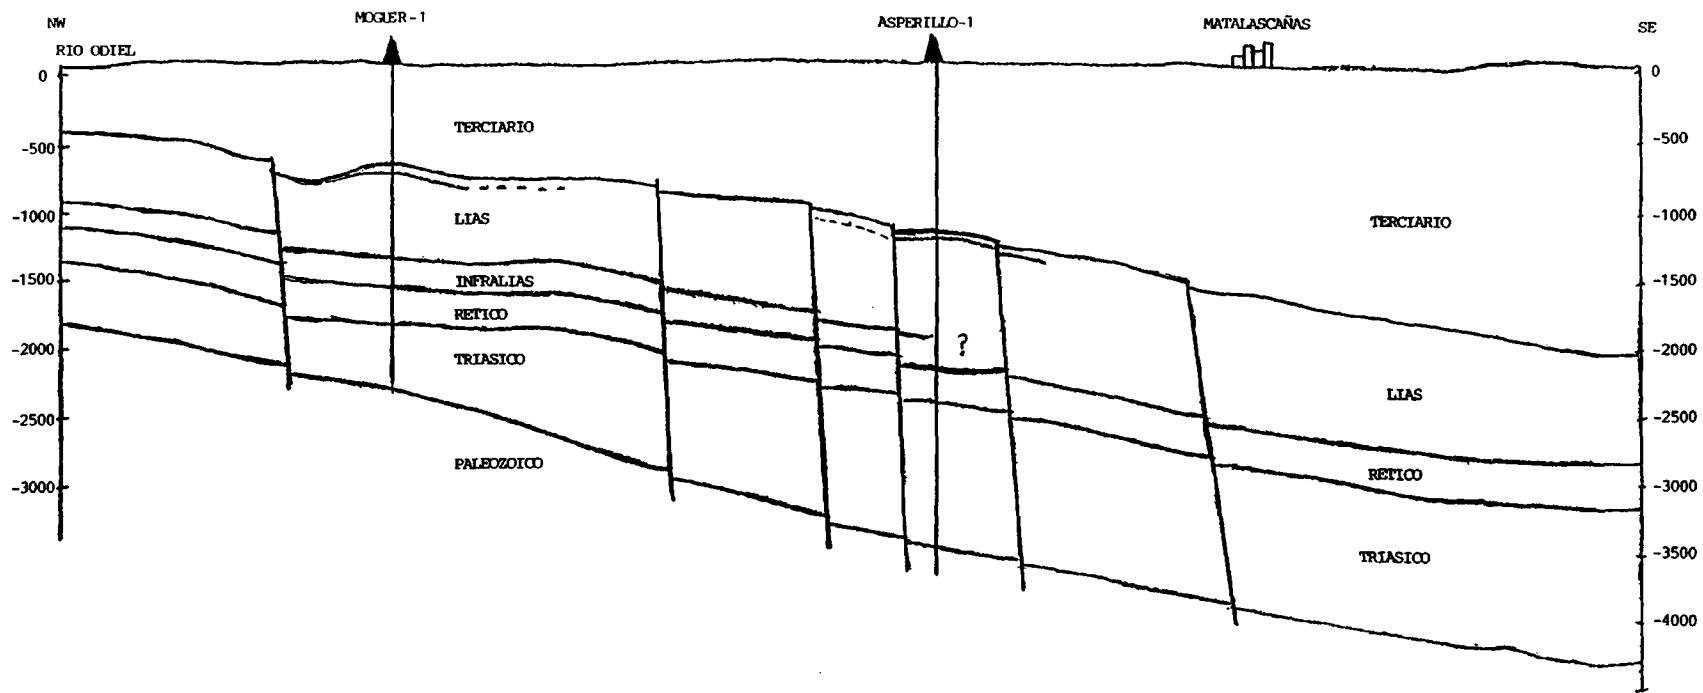 NW
MOGUER-1
ASPERILLO-1
MATALASCAÑAS
SE
RIO ODIEL
0
0
TERCIARIO
-500
-500
-1000
LIAS
-1000
TERCIARIO
-1500
INFRALIAS
-1500
RETICO
-2000
TRIASICO
?
-2000
LIAS
-2500
-2500
PALEOZOICO
RETICO
-3000
-3000
TRIASICO
-3500
-4000